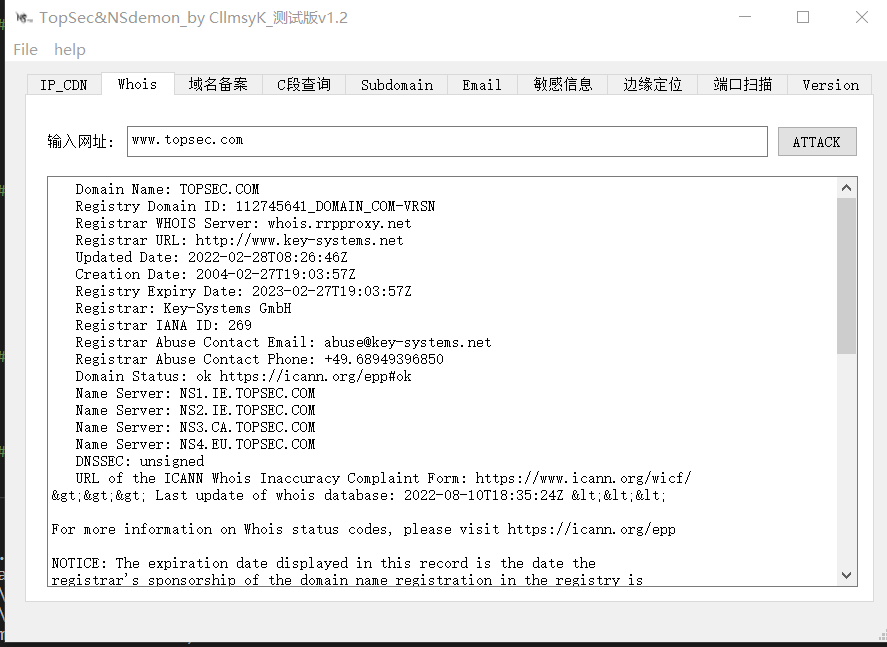 TopSec&NSdemon_by CllmsyK_测试版v1.2
File help
IP_CDN Whois 域名备案 C段查询 Subdomain Email 敏感信息 边缘定位 端口扫描 Version
输入网址: www.topsec.com ATTACK
Domain Name: TOPSEC.COM
Registry Domain ID: 112745641_DOMAIN_COM-VRSN
Registrar WHOIS Server: whois.rrpproxy.net
Registrar URL: http://www.key-systems.net
Updated Date: 2022-02-28T08:26:46Z
Creation Date: 2004-02-27T19:03:57Z
Registry Expiry Date: 2023-02-27T19:03:57Z
Registrar: Key-Systems GmbH
Registrar IANA ID: 269
Registrar Abuse Contact Email: abuse@key-systems.net
Registrar Abuse Contact Phone: +49.68949396850
Domain Status: ok https://icann.org/epp#ok
Name Server: NS1.IE.TOPSEC.COM
Name Server: NS2.IE.TOPSEC.COM
Name Server: NS3.CA.TOPSEC.COM
Name Server: NS4.EU.TOPSEC.COM
DNSSEC: unsigned
URL of the ICANN Whois Inaccuracy Complaint Form: https://www.icann.org/wicf/
&gt;&gt;&gt; Last update of whois database: 2022-08-10T18:35:24Z &lt;&lt;&lt;
For more information on Whois status codes, please visit https://icann.org/epp
NOTICE: The expiration date displayed in this record is the date the
registrar's sponsorship of the domain name registration in the registry is